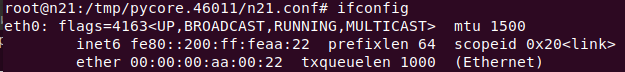 root@n21:/tmp/pycore.46011/n21.conf# ifconfig
eth0: flags=4163<UP,BROADCAST,RUNNING,MULTICAST>  mtu 1500
        inet6 fe80::200:ff:feaa:22  prefixlen 64  scopeid 0x20<link>
        ether 00:00:00:aa:00:22  txqueuelen 1000  (Ethernet)